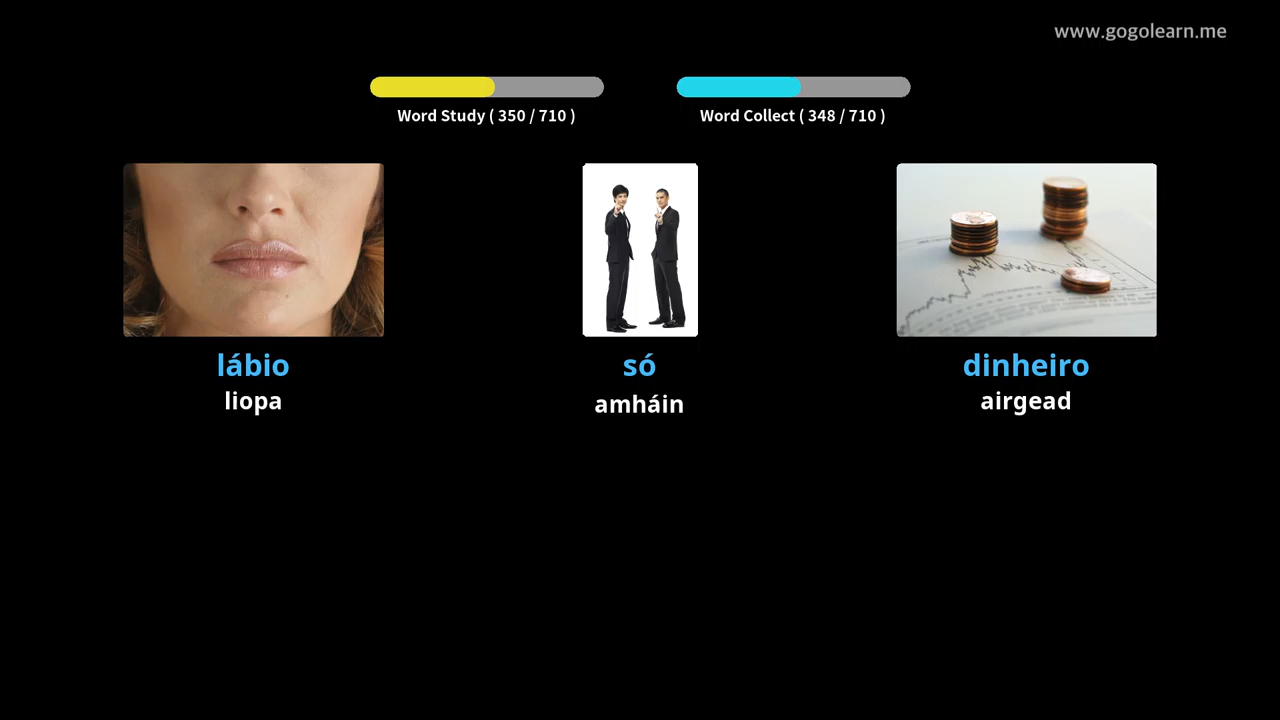 www.gogolearn.me
Word Study ( 350 / 710 )
Word Collect ( 348 / 710 )
lábio
liopa
só
amháin
dinheiro
airgead